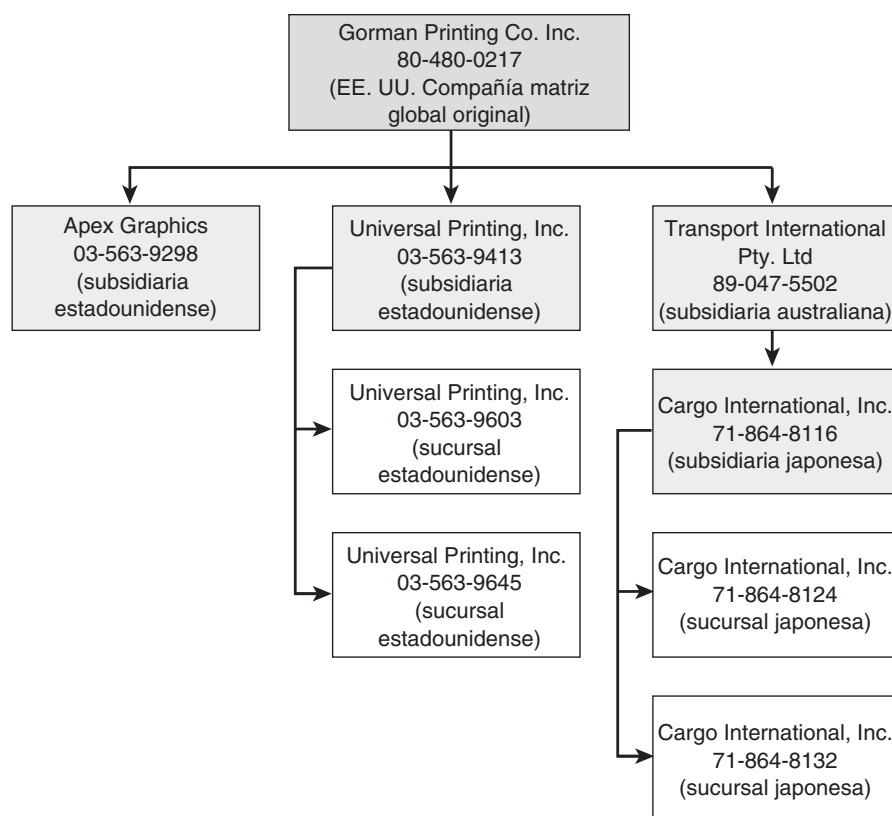 Gorman Printing Co. Inc.
80-480-0217
(EE. UU. Compañía matriz
global original)
Apex Graphics
03-563-9298
(subsidiaria
estadounidense)
Universal Printing, Inc.
03-563-9413
(subsidiaria
estadounidense)
Transport International
Pty. Ltd
89-047-5502
(subsidiaria australiana)
Universal Printing, Inc.
03-563-9603
(sucursal
estadounidense)
Cargo International, Inc.
71-864-8116
(subsidiaria japonesa)
Universal Printing, Inc.
03-563-9645
(sucursal
estadounidense)
Cargo International, Inc.
71-864-8124
(sucursal japonesa)
Cargo International, Inc.
71-864-8132
(sucursal japonesa)